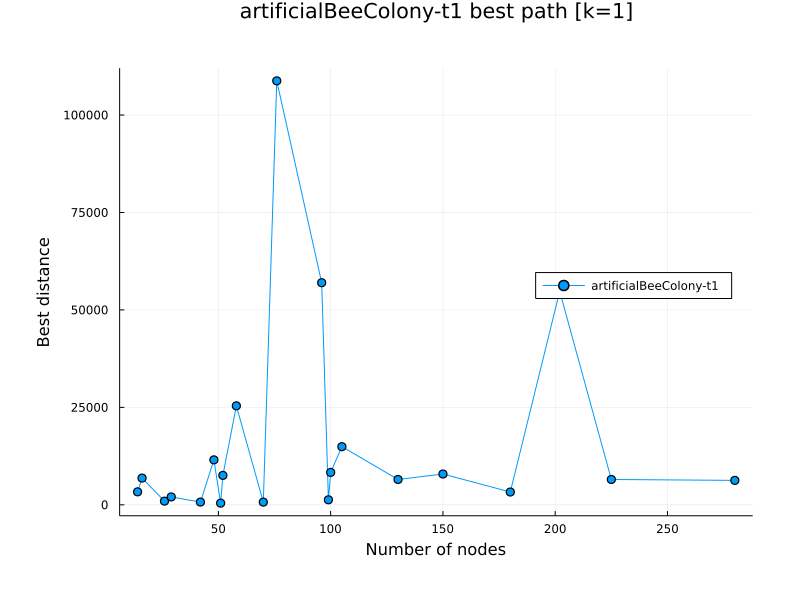 artificialBeeColony-t1 best path [k=1]
100000
75000
50000
25000
0
Best distance
artificialBeeColony-t1
50
100
150
200
250
Number of nodes